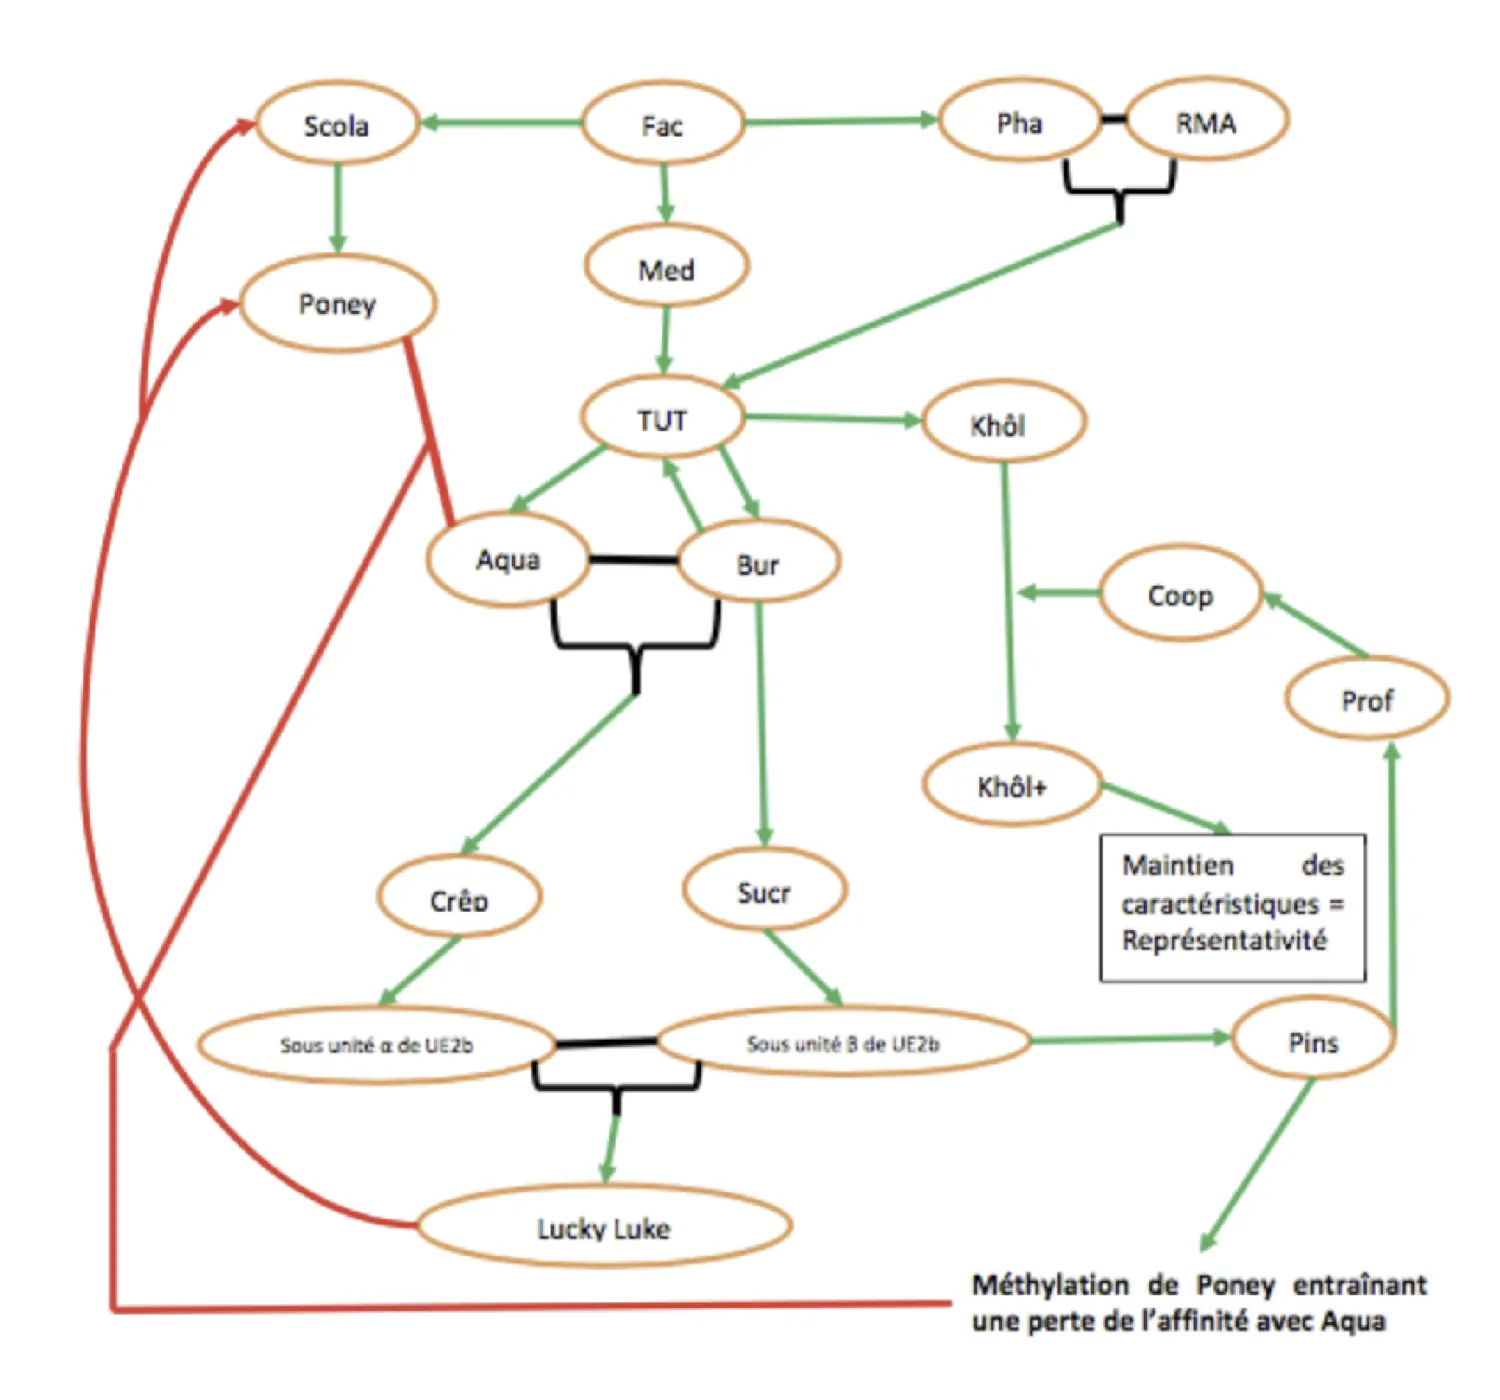 Scola
Fac
Pha
RMA
Med
Poney
TUT
Khôl
Aqua
Bur
Coop
Prof
Khôl+
Maintien des
caractéristiques =
Représentativité
Crêp
Sucr
Sous unité α de UE2b
Sous unité β de UE2b
Pins
Lucky Luke
Méthylation de Poney entraînant
une perte de l'affinité avec Aqua